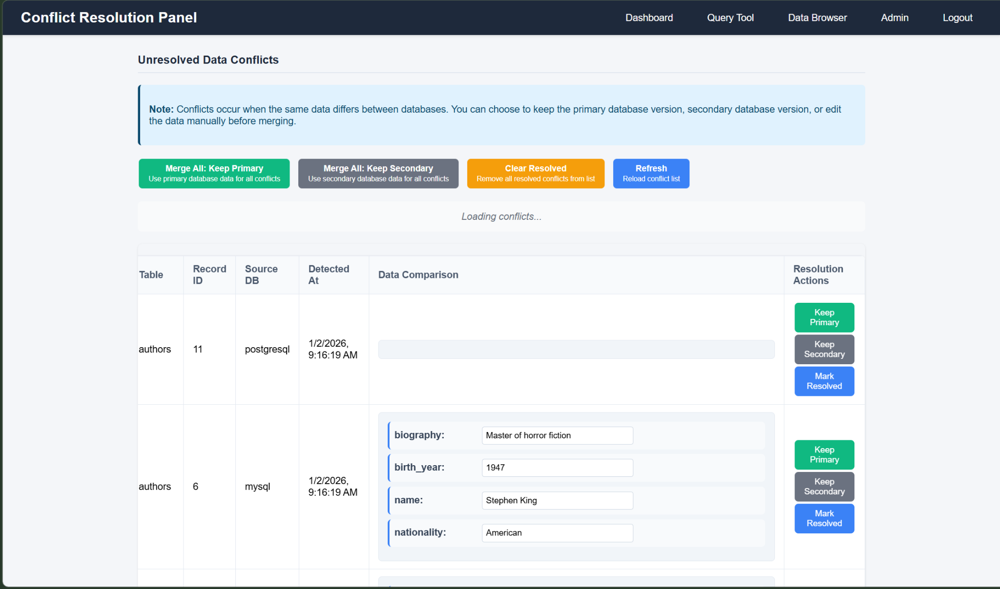 Conflict Resolution Panel
Dashboard
Query Tool
Data Browser
Admin
Logout
Unresolved Data Conflicts
Note: Conflicts occur when the same data differs between databases. You can choose to keep the primary database version, secondary database version, or edit
the data manually before merging.
Merge All: Keep Primary
Use primary database data for all conflicts
Merge All: Keep Secondary
Use secondary database data for all conflicts
Clear Resolved
Remove all resolved conflicts from list
Refresh
Reload conflict list
Loading conflicts...
Table
Record
ID
Source
DB
Detected
At
Data Comparison
Resolution
Actions
authors
11
postgresql
1/2/2026,
9:16:19 AM
Keep
Primary
Keep
Secondary
Mark
Resolved
authors
6
mysql
1/2/2026,
9:16:19 AM
biography:
Master of horror fiction
birth_year:
1947
name:
Stephen King
nationality:
American
Keep
Primary
Keep
Secondary
Mark
Resolved